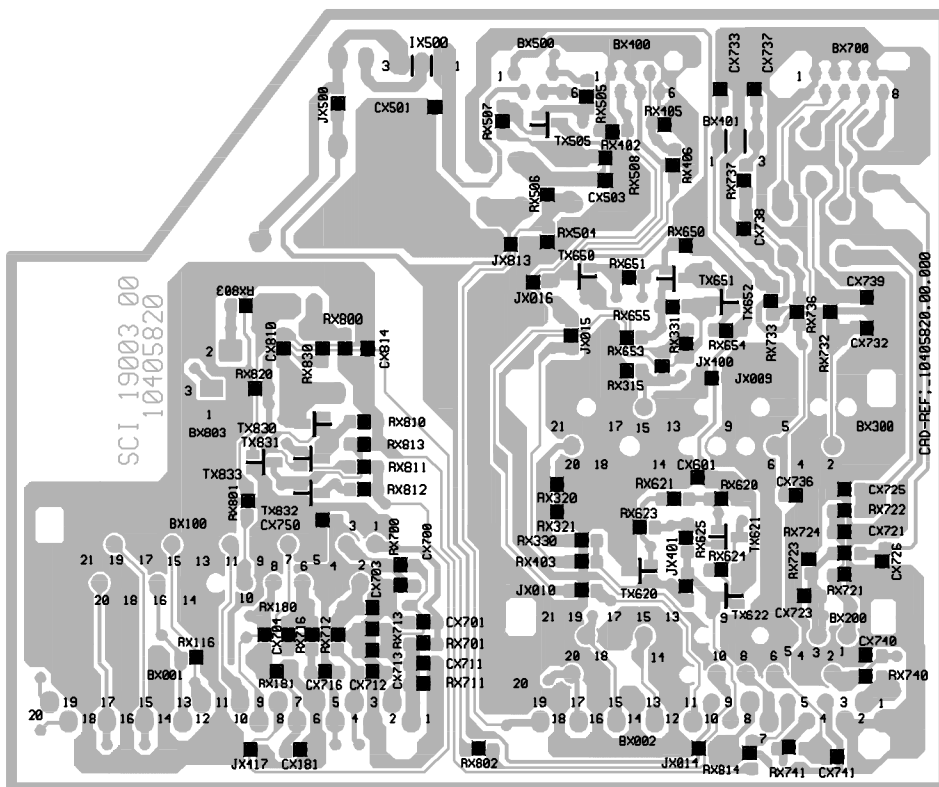 IX500
3
1
JX500
CX501
BX500
BX400
1
1
6
6
RX505
RX507
TX505
RX405
RX402
RX508
RX406
RX506
CX503
CX733
CX737
BX700
1
8
BX401
1
3
RX737
CX738
RX504
JX813
RX650
TX650
RX651
TX651
TX652
JX016
RX655
RX331
JX015
RX653
RX654
RX315
JX400
JX009
RX733
RX736
RX732
CX739
CX732
CAD-REF:_10405820.00.000
SCI 19003 00
10405820
RX803
RX800
CX810
RX830
CX814
2
RX820
3
1
BX803
TX830
TX831
TX833
TX832
RX801
RX810
RX813
RX811
RX812
CX750
BX100
3
1
RX700
CX700
21
19
17
15
13
11
9
7
5
4
2
20
18
16
14
10
8
6
CX703
RX180
CX704
RX716
RX712
RX713
CX701
RX701
CX711
RX711
RX116
BX001
RX181
CX716
CX712
CX713
20
19
18
17
16
15
14
13
12
11
10
9
8
7
6
5
4
3
2
1
JX417
CX181
RX802
21
17
15
13
9
5
BX300
20
18
14
6
4
2
CX601
CX736
CX725
RX320
RX621
RX620
RX722
RX321
RX623
RX625
TX621
RX724
CX721
RX330
RX403
JX401
RX624
RX723
CX726
JX010
TX620
TX622
CX723
RX721
21
19
17
15
13
9
5
3
BX200
1
20
18
14
10
8
6
4
2
CX740
RX740
20
19
18
17
16
15
14
13
12
11
10
9
8
7
5
4
3
2
1
BX002
JX014
RX814
RX741
CX741